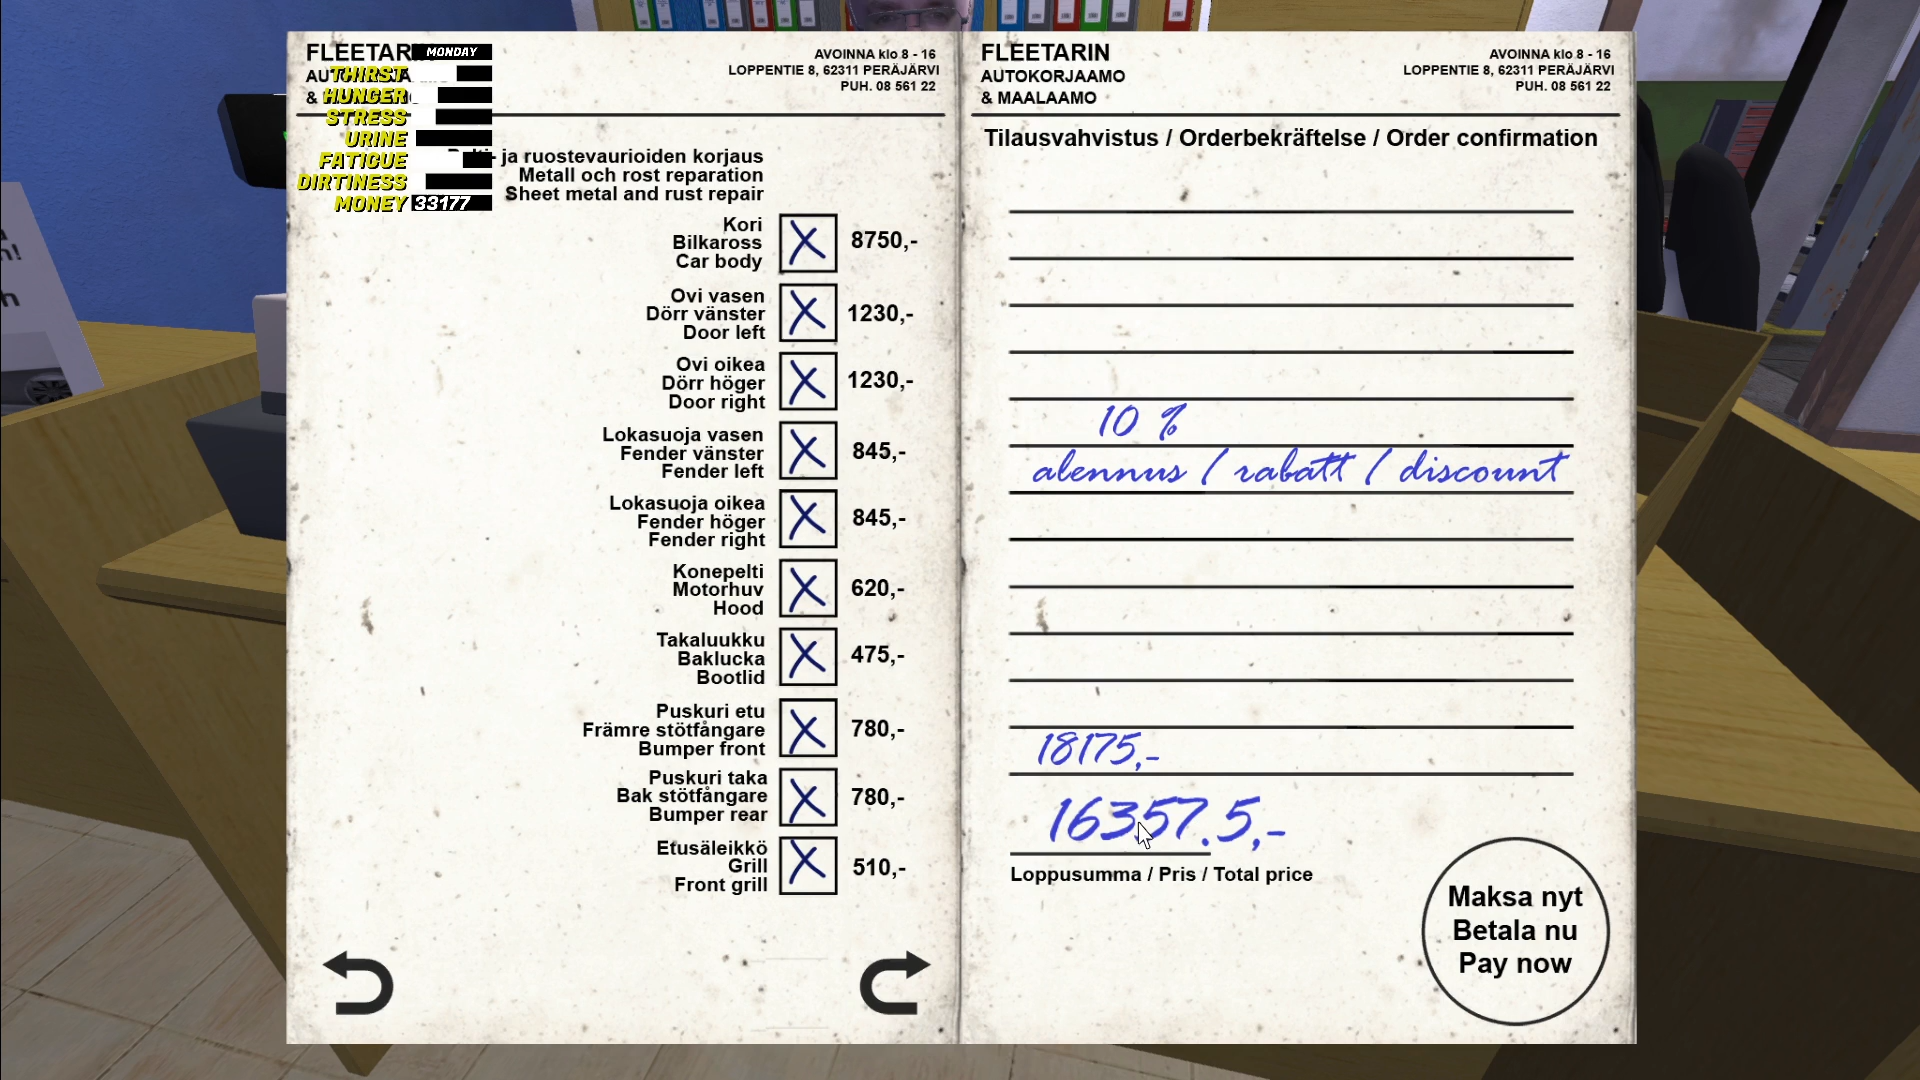 FLEETARIN
MONDAY
AVOINNA klo 8 - 16
LOPPENTIE 8, 62311 PERÄJÄRVI
PUH. 08 561 22
THIRST
&
HUNGER
STRESS
URINE
FATIGUE
DIRTINESS
MONEY 33177
ja ruostevaurioiden korjaus
Metall och rost reparation
Sheet metal and rust repair
Kori
Bilkaross
Car body
8750,-
Ovi vasen
Dörr vänster
Door left
1230,-
Ovi oikea
Dörr höger
Door right
1230,-
Lokasuoja vasen
Fender vänster
Fender left
845,-
Lokasuoja oikea
Fender höger
Fender right
845,-
Konepelti
Motorhuv
Hood
620,-
Takaluukku
Baklucka
Bootlid
475,-
Puskuri etu
Främre stötfångare
Bumper front
780,-
Puskuri taka
Bak stötfångare
Bumper rear
780,-
Etusäleikkö
Grill
Front grill
510,-
FLEETARIN
AUTOKORJAAMO
& MAALAAMO
AVOINNA klo 8 - 16
LOPPENTIE 8, 62311 PERÄJÄRVI
PUH. 08 561 22
Tilausvahvistus / Orderbekräftelse / Order confirmation
10 %
alennus / rabatt / discount
18175,-
16357.5,-
Loppusumma / Pris / Total price
Maksa nyt
Betala nu
Pay now